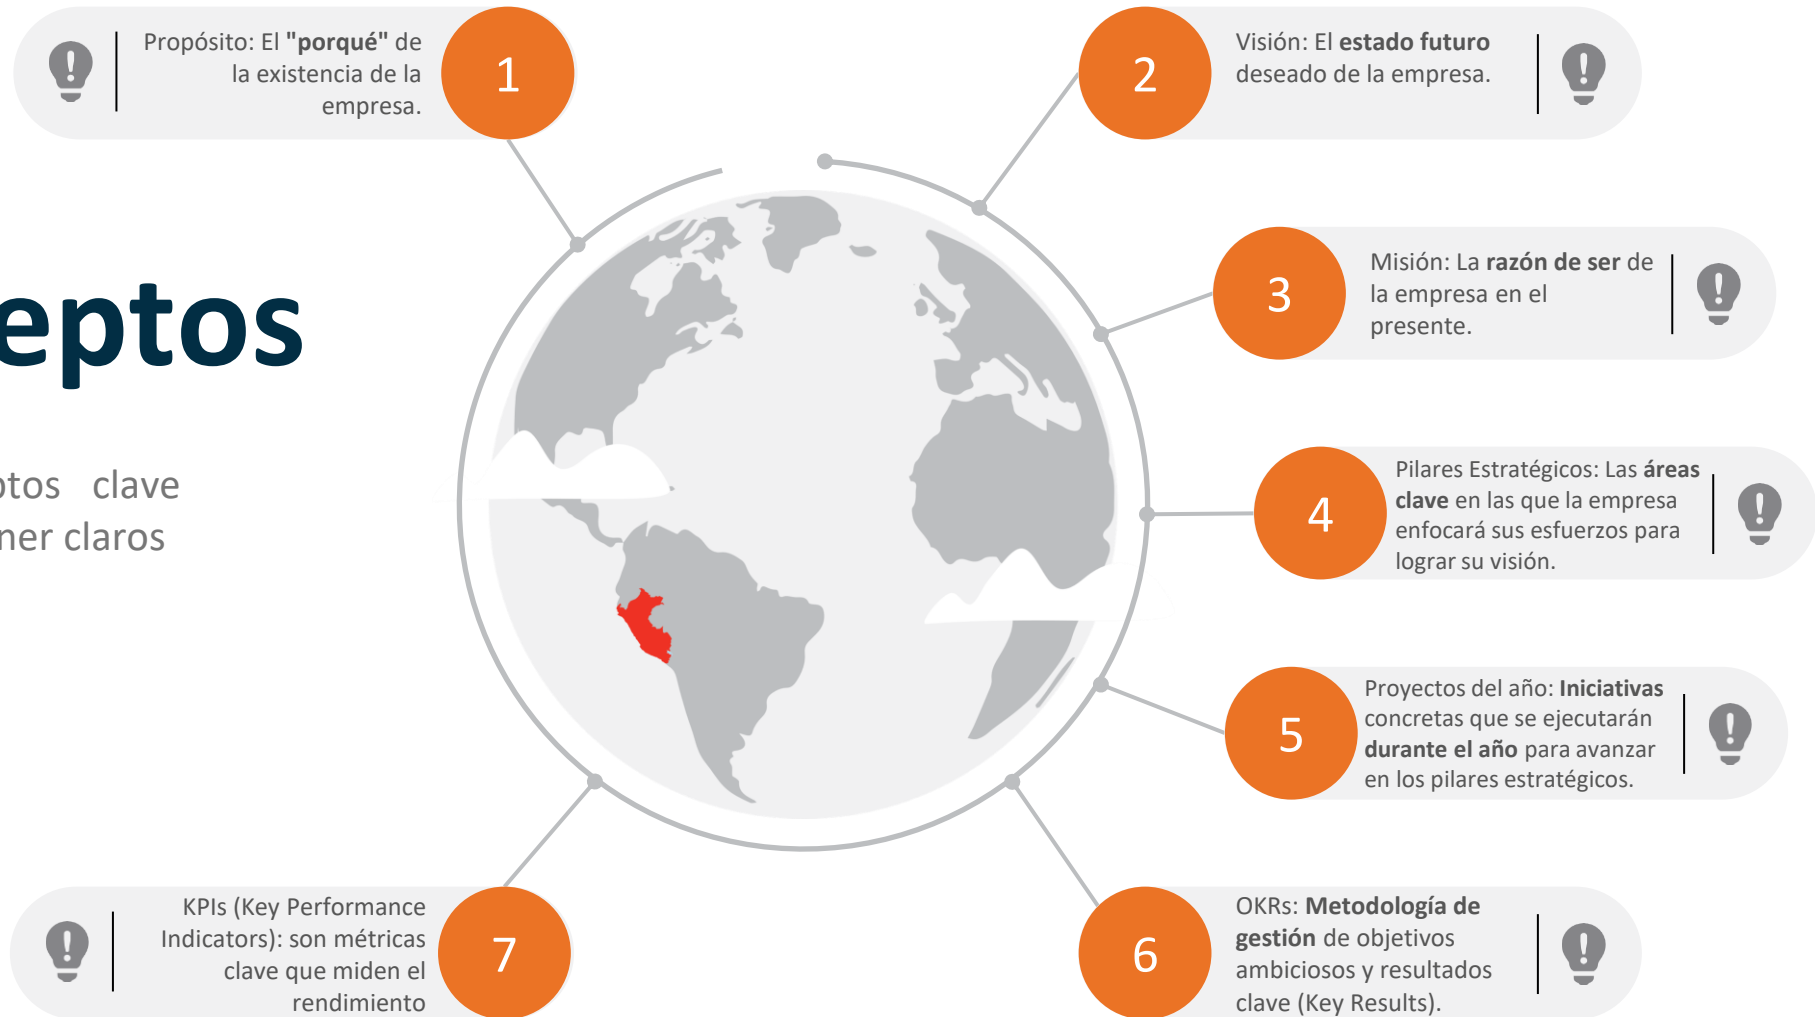 Propósito: El "porqué" de
la existencia de la
empresa.
1
2
Visión: El estado futuro
deseado de la empresa.
3
Misión: La razón de ser de
la empresa en el
presente.
eptos
ptos clave
ner claros
4
Pilares Estratégicos: Las áreas
clave en las que la empresa
enfocará sus esfuerzos para
lograr su visión.
5
Proyectos del año: Iniciativas
concretas que se ejecutarán
durante el año para avanzar
en los pilares estratégicos.
6
OKRs: Metodología de
gestión de objetivos
ambiciosos y resultados
clave (Key Results).
KPIs (Key Performance
Indicators): son métricas
clave que miden el
rendimiento
7